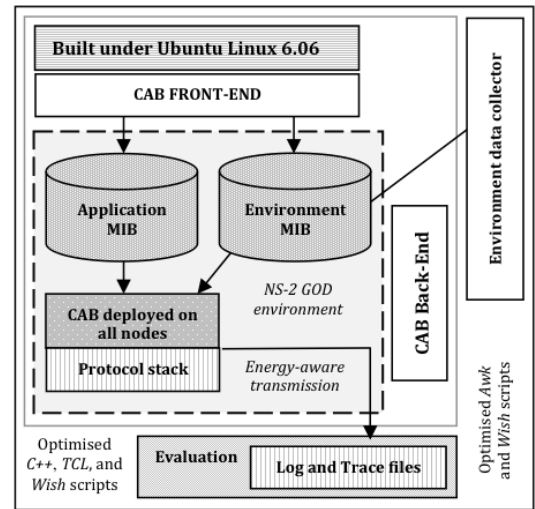 Built under Ubuntu Linux 6.06
CAB FRONT-END
Application
MIB
Environment
MIB
NS-2 GOD
environment
CAB deployed on
all nodes
Protocol stack
Energy-aware
transmission
CAB Back-End
Environment data collector
Optimised Awk
and Wish scripts
Optimised
C++, TCL, and
Wish scripts
Evaluation
Log and Trace files